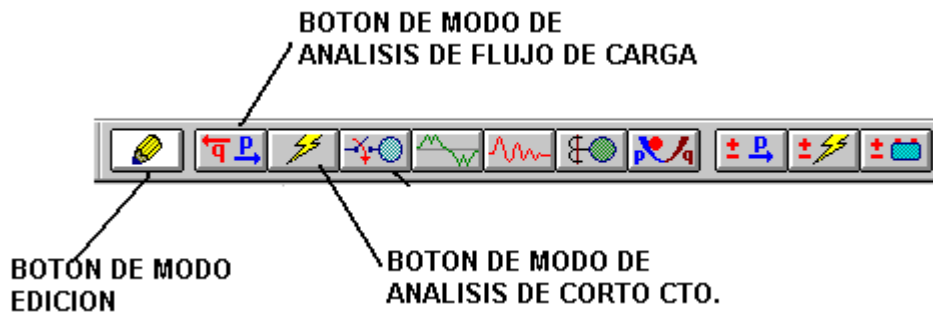 BOTON DE MODO DE
ANALISIS DE FLUJO DE CARGA
q P ± P ± ±
p q
BOTON DE MODO
EDICION
BOTON DE MODO DE
ANALISIS DE CORTO CTO.